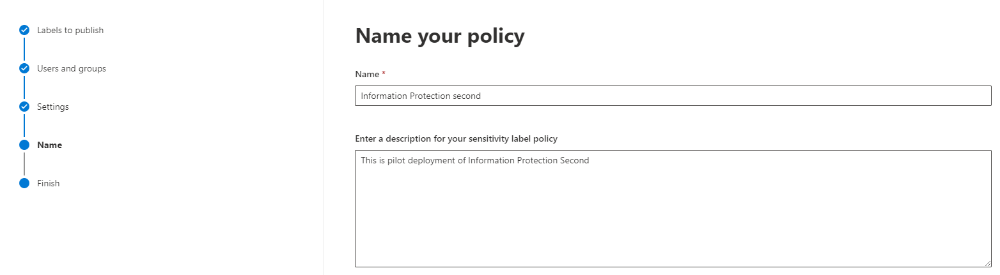 Labels to publish
Users and groups
Settings
Name
Finish
Name your policy
Name *
Information Protection second
Enter a description for your sensitivity label policy
This is pilot deployment of Information Protection Second